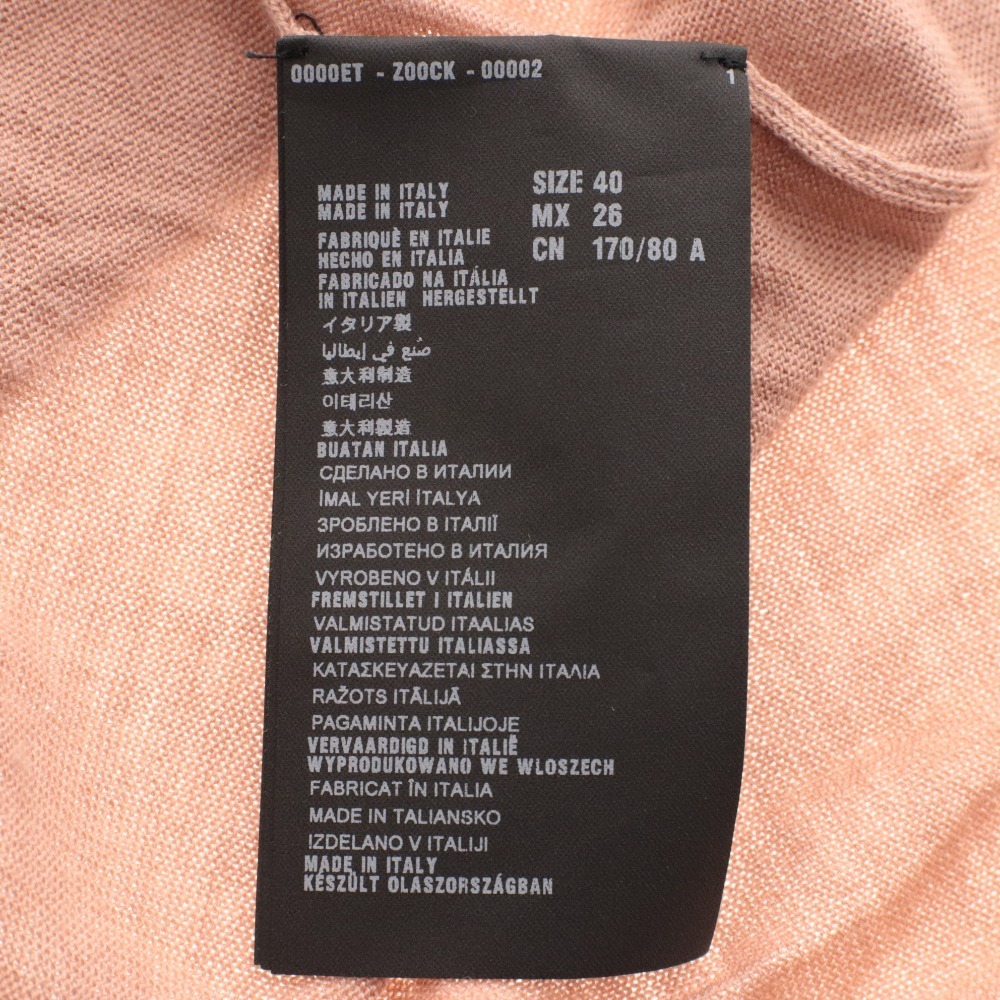 0000ET - Z00CK - 00002
1
SIZE 40
MX 26
CN 170/80 A
MADE IN ITALY
MADE IN ITALY
FABRIQUÈ EN ITALIE
HECHO EN ITALIA
FABRICADO NA ITÁLIA
IN ITALIEN HERGESTELLT
イタリア製
صُنع في إيطاليا
意大利制造
이테리산
意大利製造
BUATAN ITALIA
СДЕЛАНО В ИТАЛИИ
İMAL YERİ İTALYA
ЗРОБЛЕНО В ІТАЛІЇ
ИЗРАБОТЕНО В ИТАЛИЯ
VYROBENO V ITÁLII
FREMSTILLET I ITALIEN
VALMISTATUD ITAALIAS
VALMISTETTU ITALIASSA
ΚΑΤΑΣΚΕΥΑΖΕΤΑΙ ΣΤΗΝ ΙΤΑΛΙΑ
RAŽOTS ITĀLIJĀ
PAGAMINTA ITALIJOJE
VERVAARDIGD IN ITALIË
WYPRODUKOWANO WE WLOSZECH
FABRICAT ÎN ITALIA
MADE IN TALIANSKO
IZDELANO V ITALIJI
MADE IN ITALY
KÉSZÜLT OLASZORSZÁGBAN